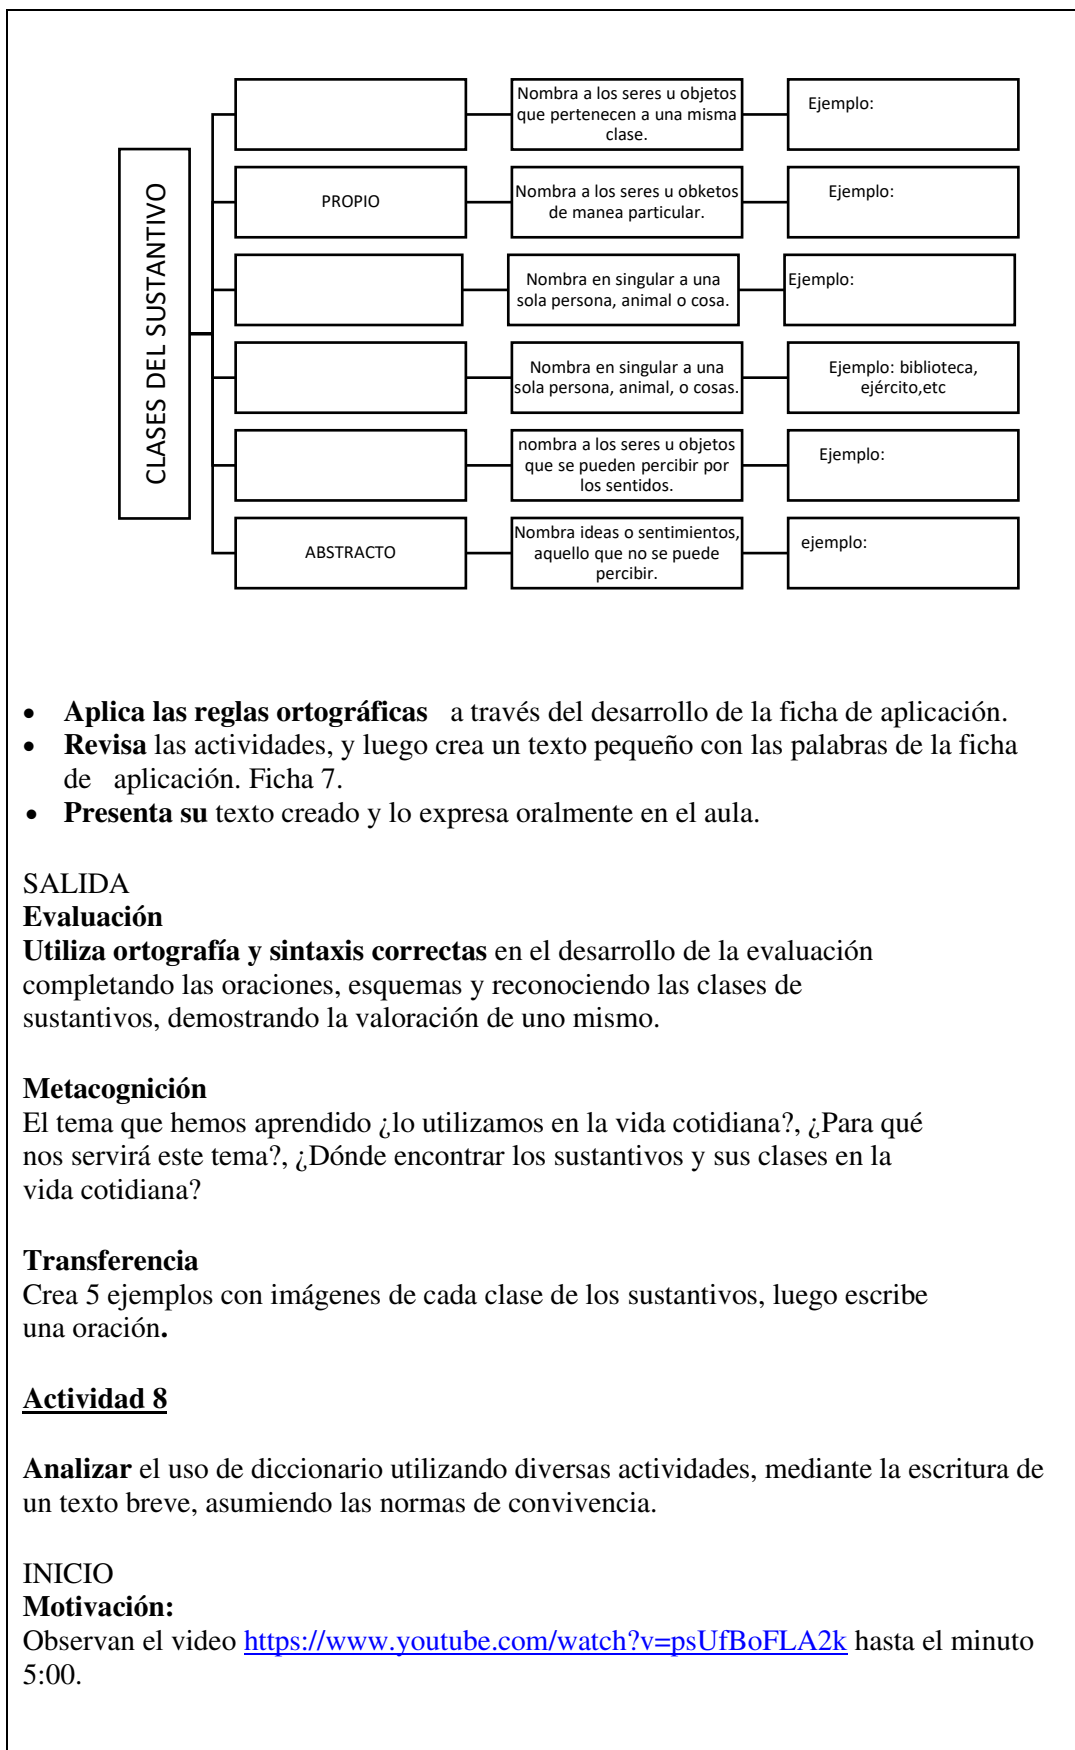 CLASES DEL SUSTANTIVO
Nombra a los seres u objetos
que pertenecen a una misma
clase.
Ejemplo:
PROPIO
Nombra a los seres u obketos
de manea particular.
Ejemplo:
Nombra en singular a una
sola persona, animal o cosa.
Ejemplo:
Nombra en singular a una
sola persona, animal, o cosas.
Ejemplo: biblioteca,
ejército,etc
nombra a los seres u objetos
que se pueden percibir por
los sentidos.
Ejemplo:
ABSTRACTO
Nombra ideas o sentimientos,
aquello que no se puede
percibir.
ejemplo:
• Aplica las reglas ortográficas a través del desarrollo de la ficha de aplicación.
• Revisa las actividades, y luego crea un texto pequeño con las palabras de la ficha
de aplicación. Ficha 7.
• Presenta su texto creado y lo expresa oralmente en el aula.
SALIDA
Evaluación
Utiliza ortografía y sintaxis correctas en el desarrollo de la evaluación
completando las oraciones, esquemas y reconociendo las clases de
sustantivos, demostrando la valoración de uno mismo.
Metacognición
El tema que hemos aprendido ¿lo utilizamos en la vida cotidiana?, ¿Para qué
nos servirá este tema?, ¿Dónde encontrar los sustantivos y sus clases en la
vida cotidiana?
Transferencia
Crea 5 ejemplos con imágenes de cada clase de los sustantivos, luego escribe
una oración.
Actividad 8
Analizar el uso de diccionario utilizando diversas actividades, mediante la escritura de
un texto breve, asumiendo las normas de convivencia.
INICIO
Motivación:
Observan el video https://www.youtube.com/watch?v=psUfBoFLA2k hasta el minuto
5:00.